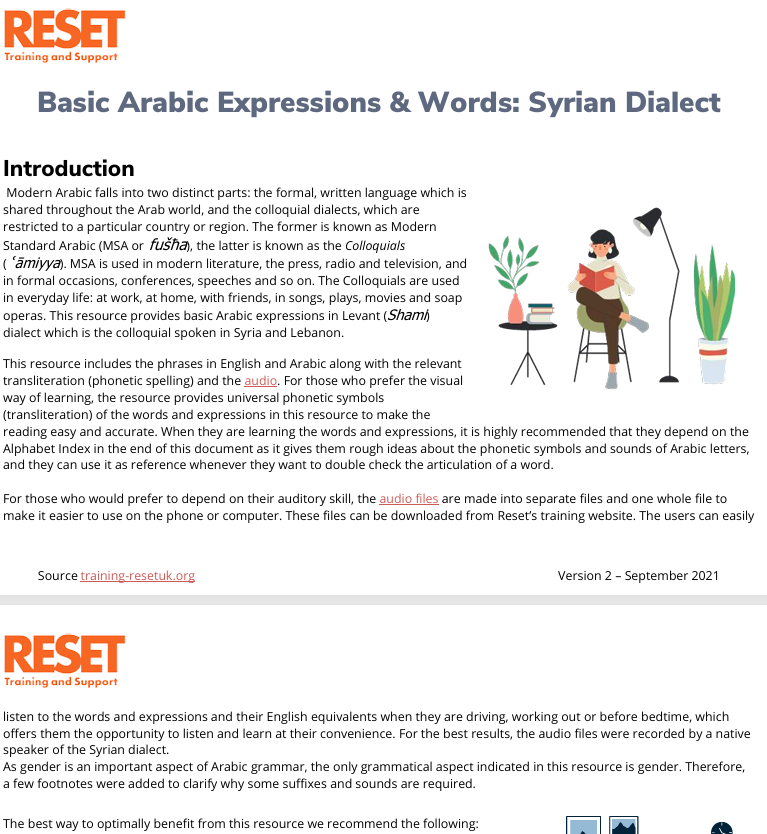 RESET
Training and Support
Basic Arabic Expressions & Words: Syrian Dialect
Introduction
Modern Arabic falls into two distinct parts: the formal, written language which is
shared throughout the Arab world, and the colloquial dialects, which are
restricted to a particular country or region. The former is known as Modern
Standard Arabic (MSA or fušħa), the latter is known as the Colloquials
( ʿāmiyya). MSA is used in modern literature, the press, radio and television, and
in formal occasions, conferences, speeches and so on. The Colloquials are used
in everyday life: at work, at home, with friends, in songs, plays, movies and soap
operas. This resource provides basic Arabic expressions in Levant (Shami)
dialect which is the colloquial spoken in Syria and Lebanon.
This resource includes the phrases in English and Arabic along with the relevant
transliteration (phonetic spelling) and the audio. For those who prefer the visual
way of learning, the resource provides universal phonetic symbols
(transliteration) of the words and expressions in this resource to make the
reading easy and accurate. When they are learning the words and expressions, it is highly recommended that they depend on the
Alphabet Index in the end of this document as it gives them rough ideas about the phonetic symbols and sounds of Arabic letters,
and they can use it as reference whenever they want to double check the articulation of a word.
For those who would prefer to depend on their auditory skill, the audio files are made into separate files and one whole file to
make it easier to use on the phone or computer. These files can be downloaded from Reset’s training website. The users can easily
Source training-resetuk.org Version 2 – September 2021
RESET
Training and Support
listen to the words and expressions and their English equivalents when they are driving, working out or before bedtime, which
offers them the opportunity to listen and learn at their convenience. For the best results, the audio files were recorded by a native
speaker of the Syrian dialect.
As gender is an important aspect of Arabic grammar, the only grammatical aspect indicated in this resource is gender. Therefore,
a few footnotes were added to clarify why some suffixes and sounds are required.
The best way to optimally benefit from this resource we recommend the following: